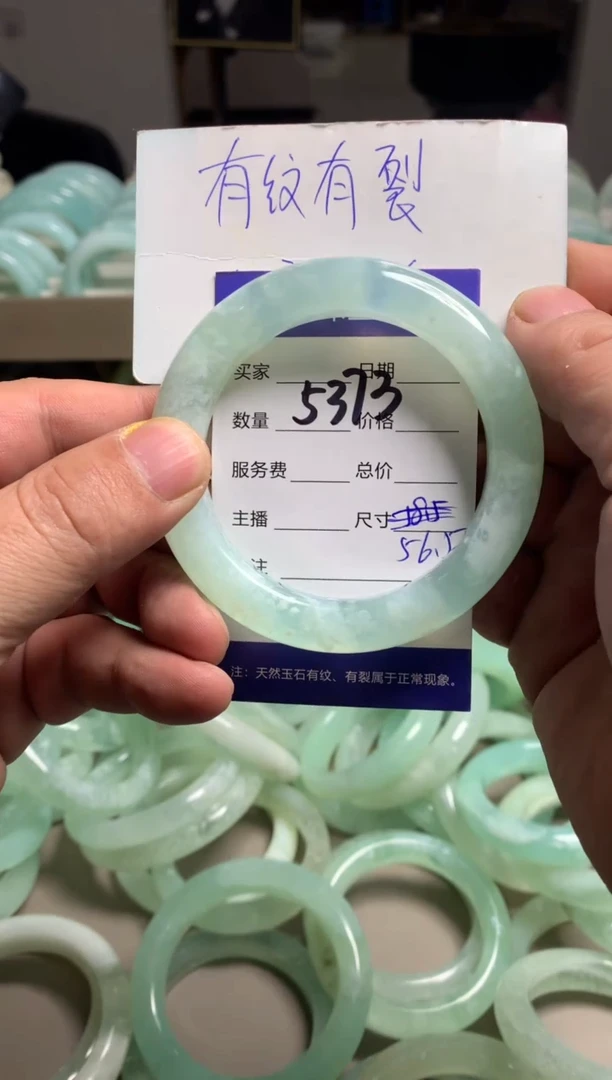 有纹有裂
买家 日期
5373
数量 价格
服务费 总价
主播 尺寸
56.5
注
注：天然玉石有纹、有裂属于正常现象。